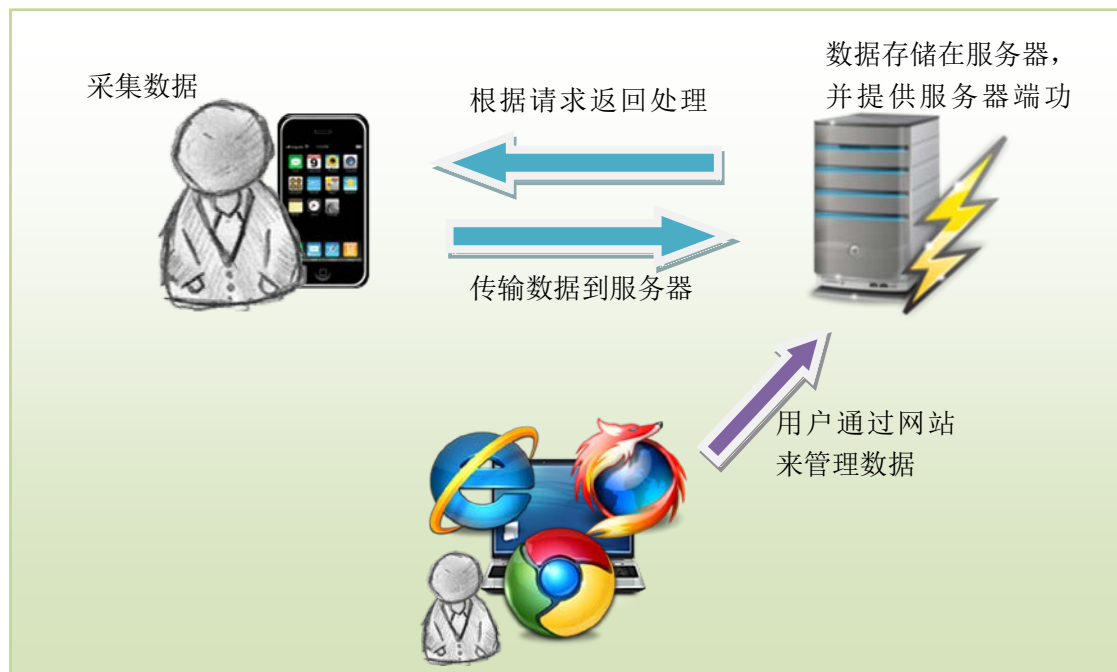 采集数据
根据请求返回处理
数据存储在服务器，
并提供服务器端功
传输数据到服务器
用户通过网站
来管理数据